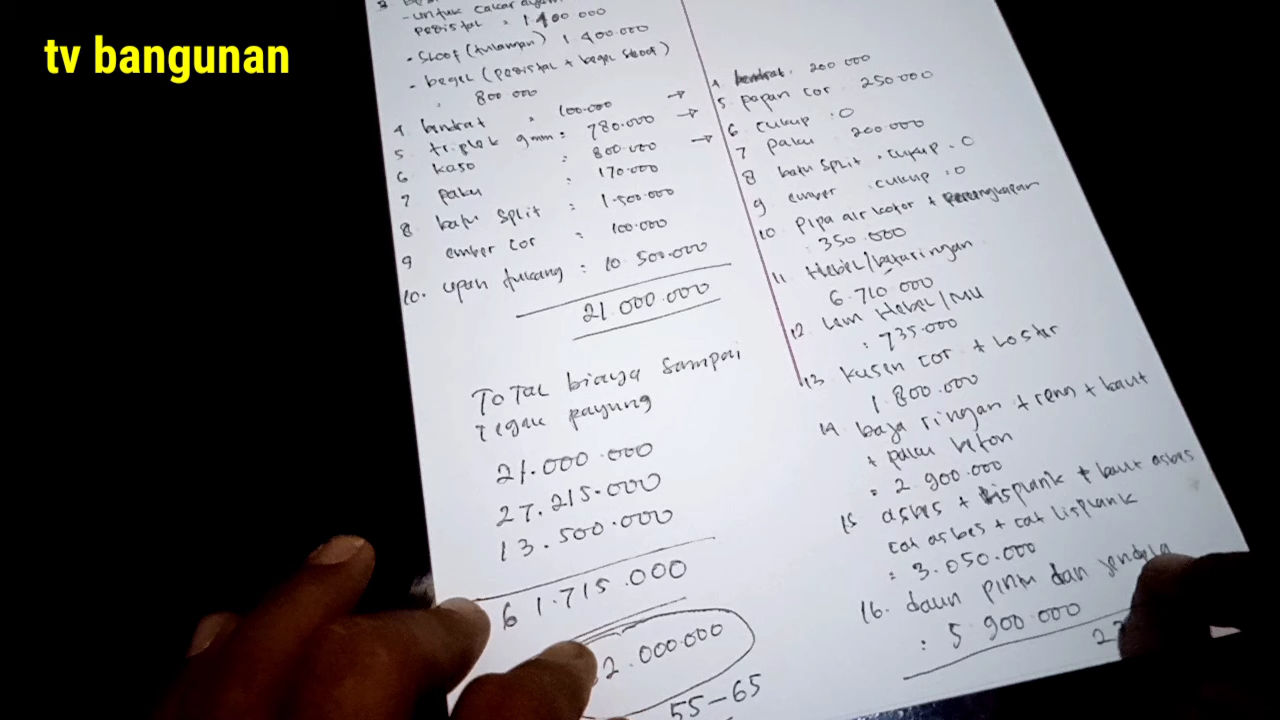 tv bangunan
- untuk cakar ayam
pedistal = 1.400.000
- Sloof (tulangan) 1.400.000
- begel (pedistal + begel sloof)
= 800.000
4 bendrat = 100.000
5 triplek 9mm = 780.000
6 kaso : 800.000
7 paku : 170.000
8. batu split : 1.500.000
9 ember cor : 100.000
10. upah tukang : 10.500.000
21.000.000
TOTAL biaya sampai
tegak payung
21.000.000
27.215.000
13.500.000
61.715.000
2.000.000
55-65
4 bendrat. 200.000
5 papan cor 250.000
6 cukup : 0
7 paku 200.000
8 batu split. cukup. 0
9 ember cukup : 0
10 Pipa air kotor +
: 350.000
11 Hebel/bataringan
6.710.000
12 Lem Hebel/MU
: 735.000
13 kusen cor + Loster
1.800.000
14 baja ringan + reng + baut
+ paku beton
= 2.900.000
15 asbes + lisplank + baut asbes
cat asbes + cat lisplank
= 3.050.000
16. daun pintu dan jendela
: 5.900.000